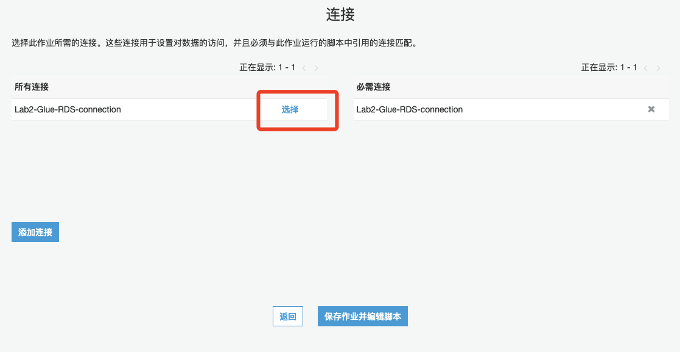 连接
选择此作业所需的连接。这些连接用于设置对数据的访问，并且必须与此作业运行的脚本中引用的连接匹配。
正在显示: 1 - 1 ‹ ›
正在显示: 1 - 1 ‹ ›
所有连接
必需连接
Lab2-Glue-RDS-connection 选择
Lab2-Glue-RDS-connection ✖
添加连接
返回 保存作业并编辑脚本